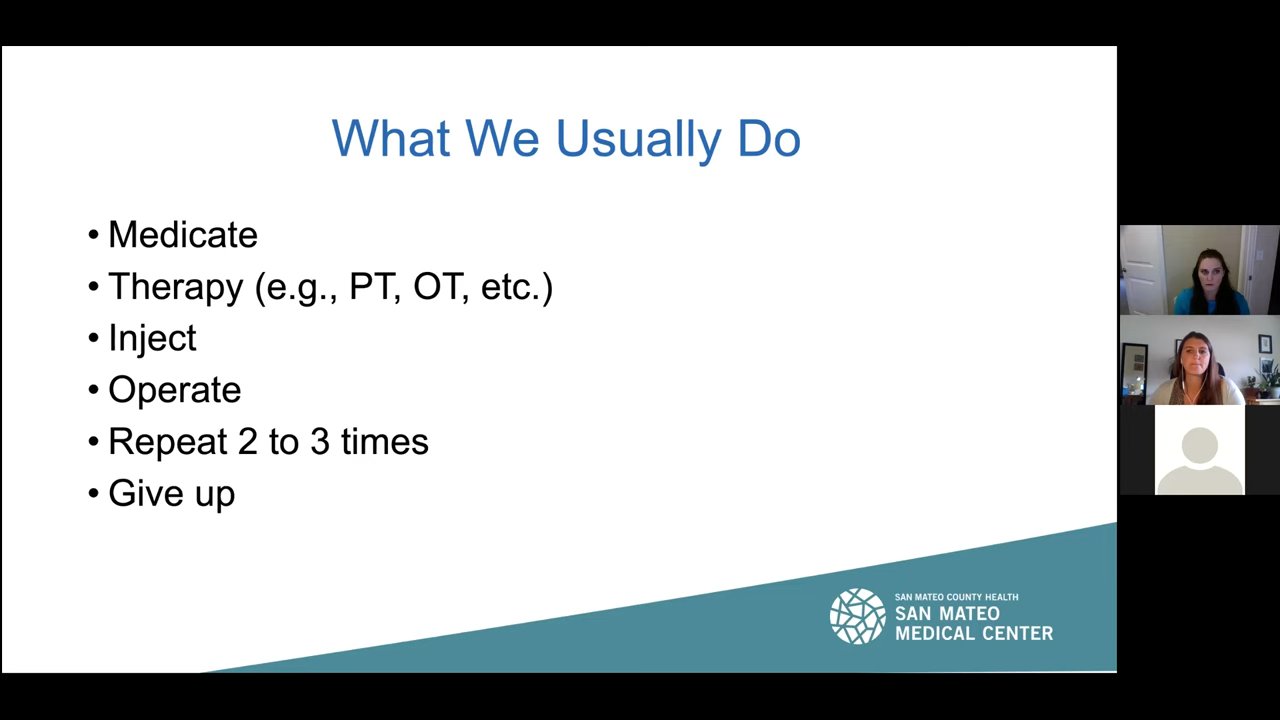 What We Usually Do
• Medicate
• Therapy (e.g., PT, OT, etc.)
• Inject
• Operate
• Repeat 2 to 3 times
• Give up
SAN MATEO COUNTY HEALTH
SAN MATEO
MEDICAL CENTER